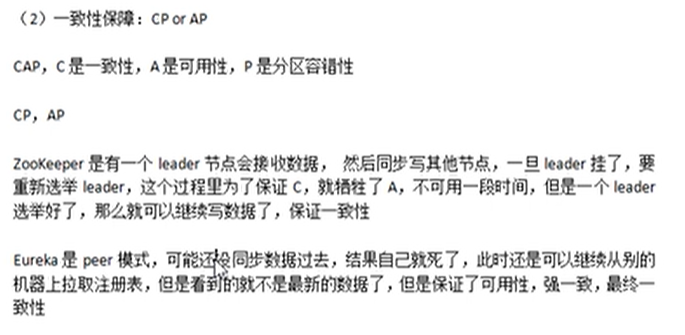 （2）一致性保障：CP or AP
CAP，C是一致性，A是可用性，P是分区容错性
CP，AP
ZooKeeper 是有一个 leader 节点会接收数据， 然后同步写其他节点，一旦 leader 挂了，要
重新选举 leader，这个过程里为了保证 C，就牺牲了 A，不可用一段时间，但是一个 leader
选举好了，那么就可以继续写数据了，保证一致性
Eureka 是 peer 模式，可能还没同步数据过去，结果自己就死了，此时还是可以继续从别的
机器上拉取注册表，但是看到的就不是最新的数据了，但是保证了可用性，强一致，最终一
致性